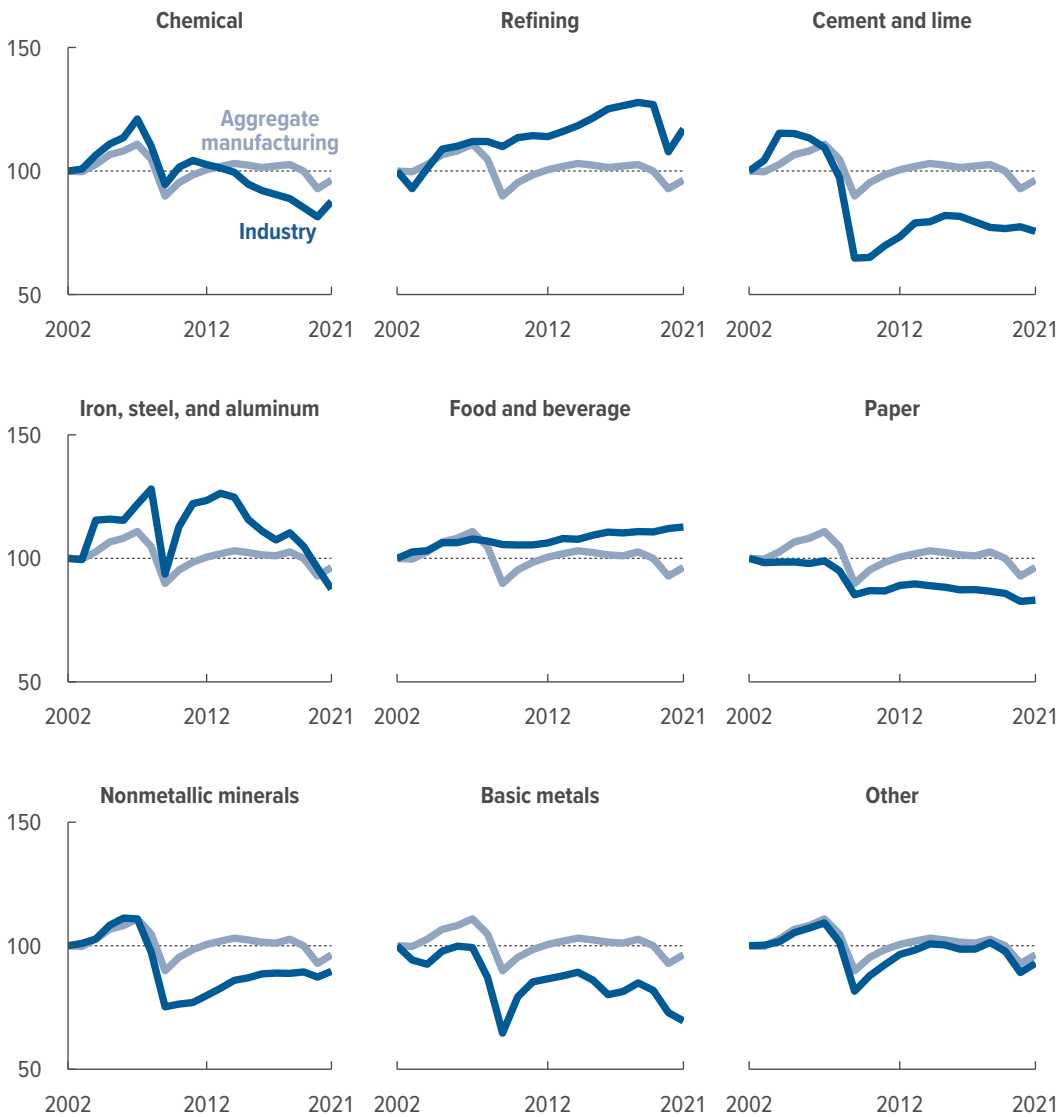 Chemical
Refining
Cement and lime
150
100
50
Aggregate
manufacturing
Industry
2002 2012 2021
2002 2012 2021
2002 2012 2021
Iron, steel, and aluminum
Food and beverage
Paper
150
100
50
2002 2012 2021
2002 2012 2021
2002 2012 2021
Nonmetallic minerals
Basic metals
Other
150
100
50
2002 2012 2021
2002 2012 2021
2002 2012 2021